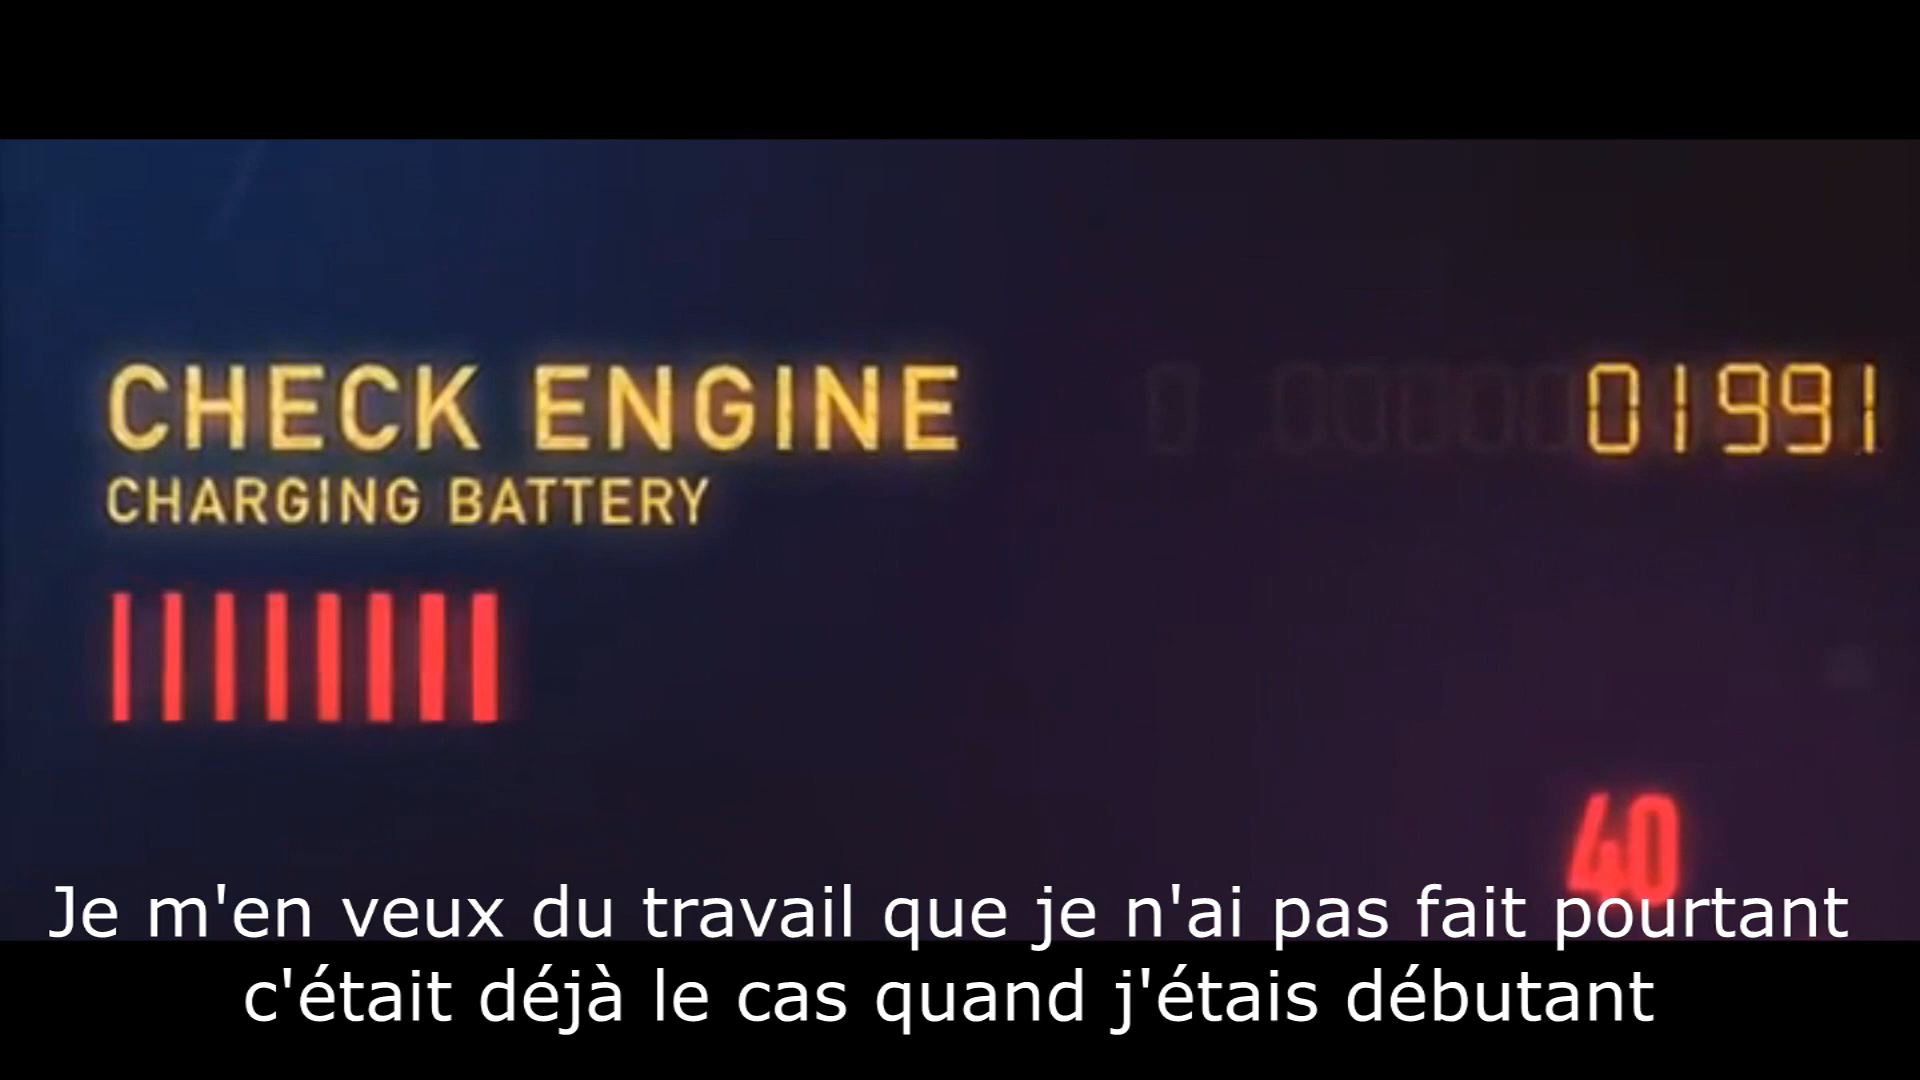 CHECK ENGINE
01991
CHARGING BATTERY
40
Je m'en veux du travail que je n'ai pas fait pourtant
c'était déjà le cas quand j'étais débutant